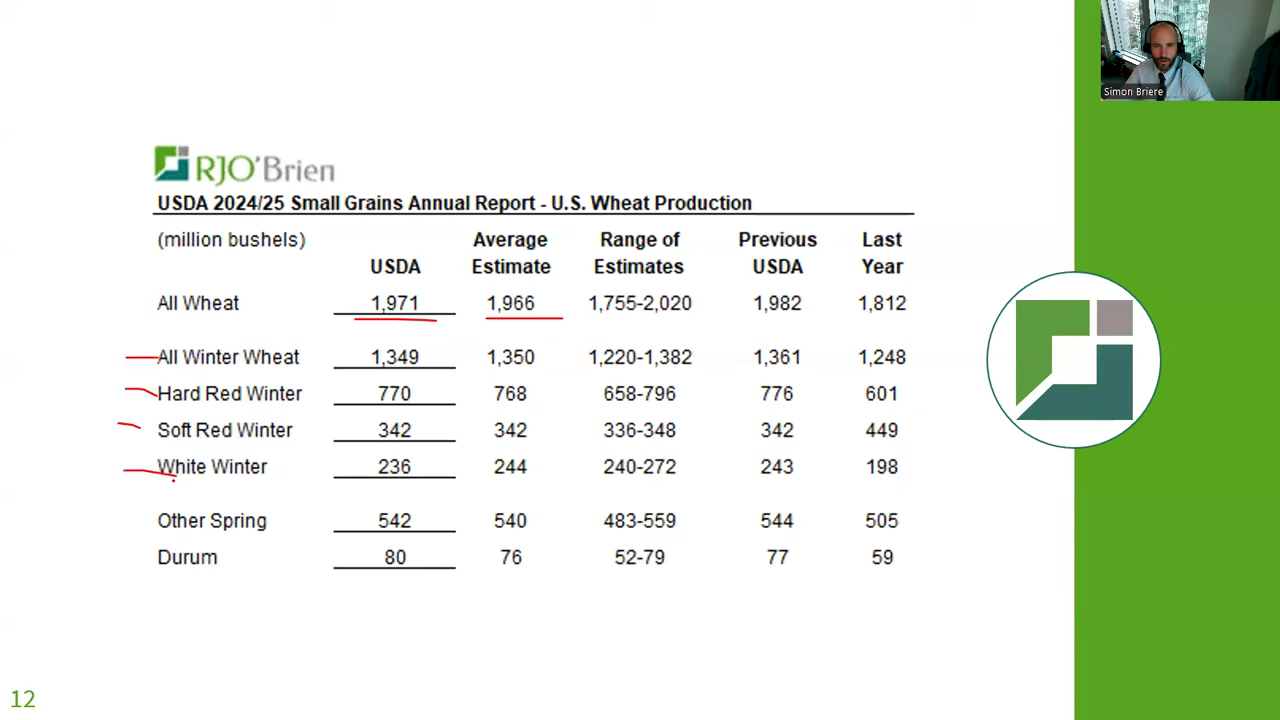 Simon Briere
RJO'Brien
USDA 2024/25 Small Grains Annual Report - U.S. Wheat Production
(million bushels) USDA Average Estimate Range of Estimates Previous USDA Last Year
All Wheat 1,971 1,966 1,755-2,020 1,982 1,812
All Winter Wheat 1,349 1,350 1,220-1,382 1,361 1,248
Hard Red Winter 770 768 658-796 776 601
Soft Red Winter 342 342 336-348 342 449
White Winter 236 244 240-272 243 198
Other Spring 542 540 483-559 544 505
Durum 80 76 52-79 77 59
12